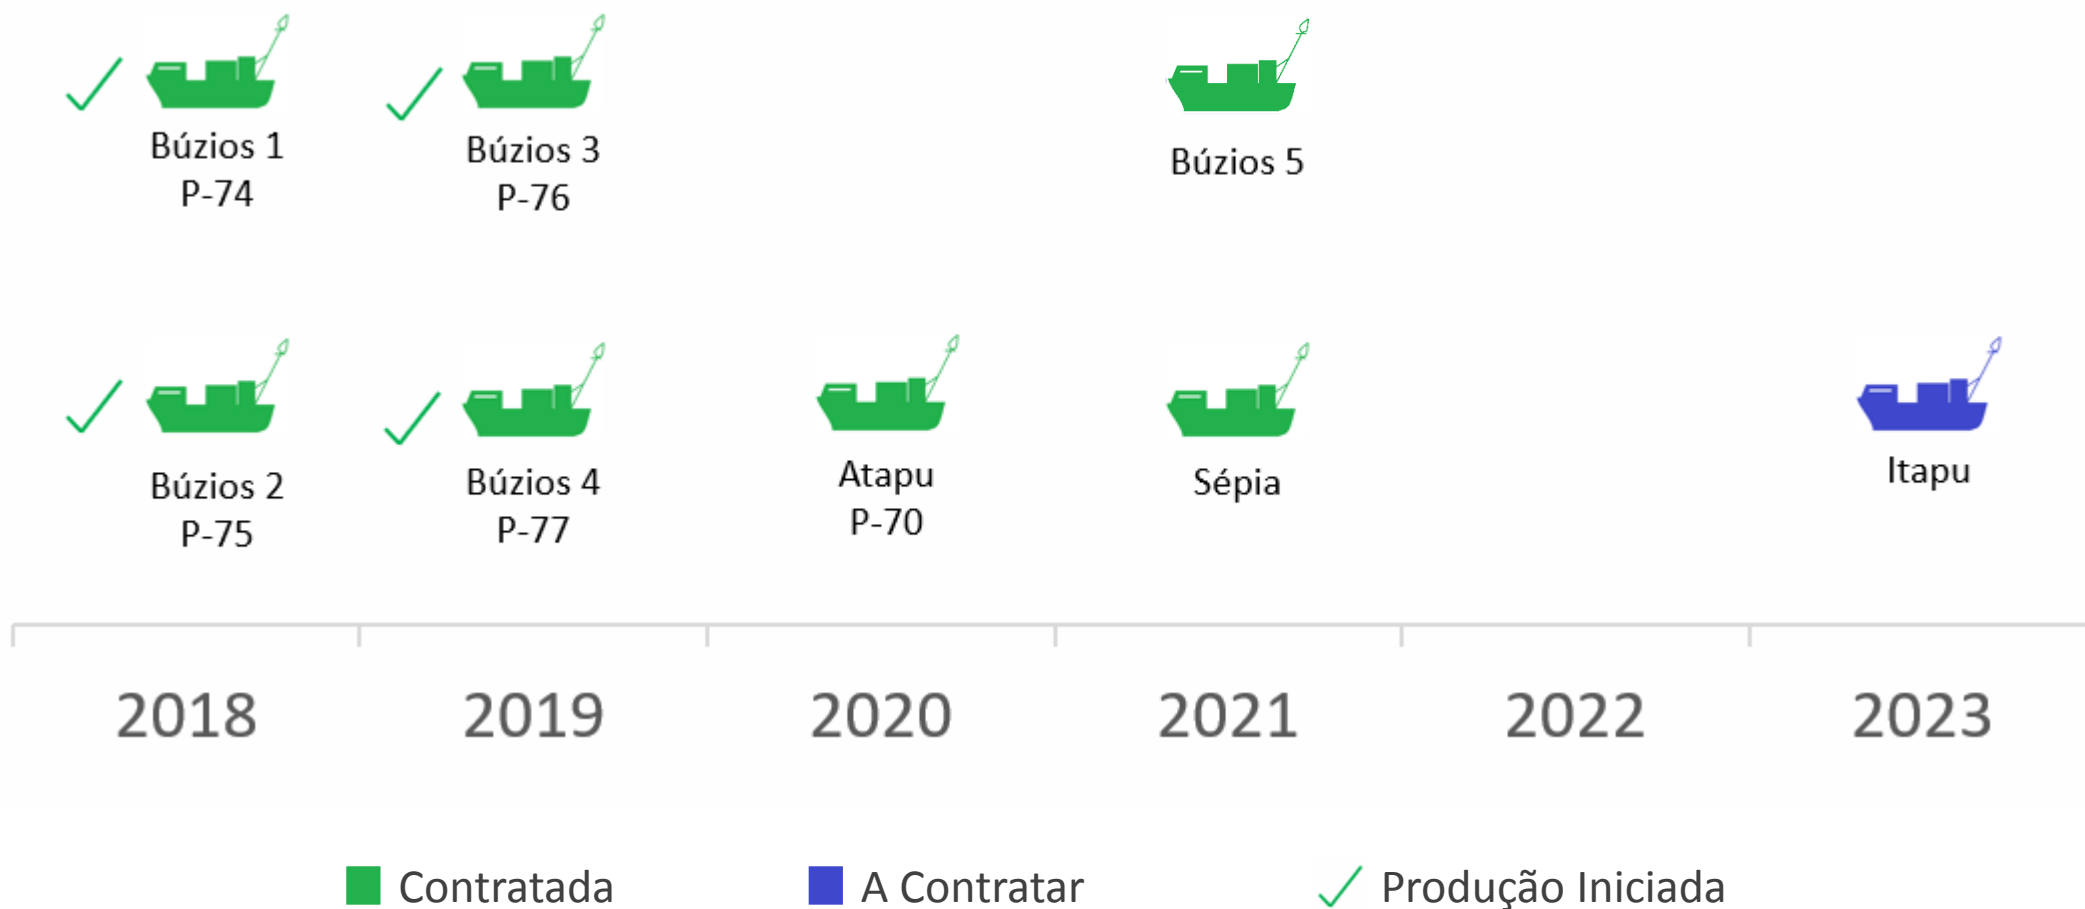 Búzios 1
P-74
Búzios 3
P-76
Búzios 5
Búzios 2
P-75
Búzios 4
P-77
Atapu
P-70
Sépia
Itapu
2018
2019
2020
2021
2022
2023
Contratada
A Contratar
Produção Iniciada